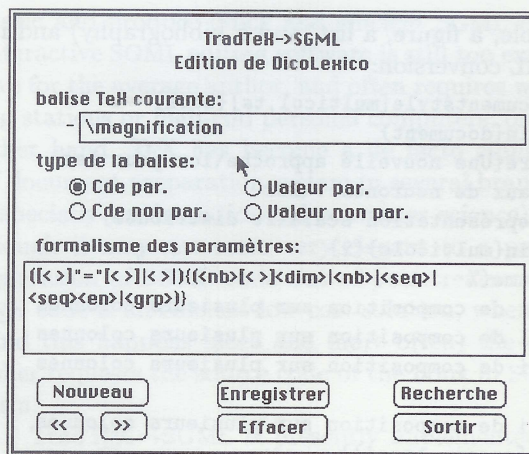 HyperTeX->SGML
Edition de DicoLexico
balise TeX courante:
- \magnification
type de la balise:
Cde par. Valeur par.
Cde non par. Valeur non par.
formalisme des paramètres:
([< >]"="[< >]|< >|){(<nb>[< >]<dim>|<nb>|<seq>|
<seq><en>|<grp>)}
Nouveau Enregistrer Recherche
<< >> Effacer Sortir